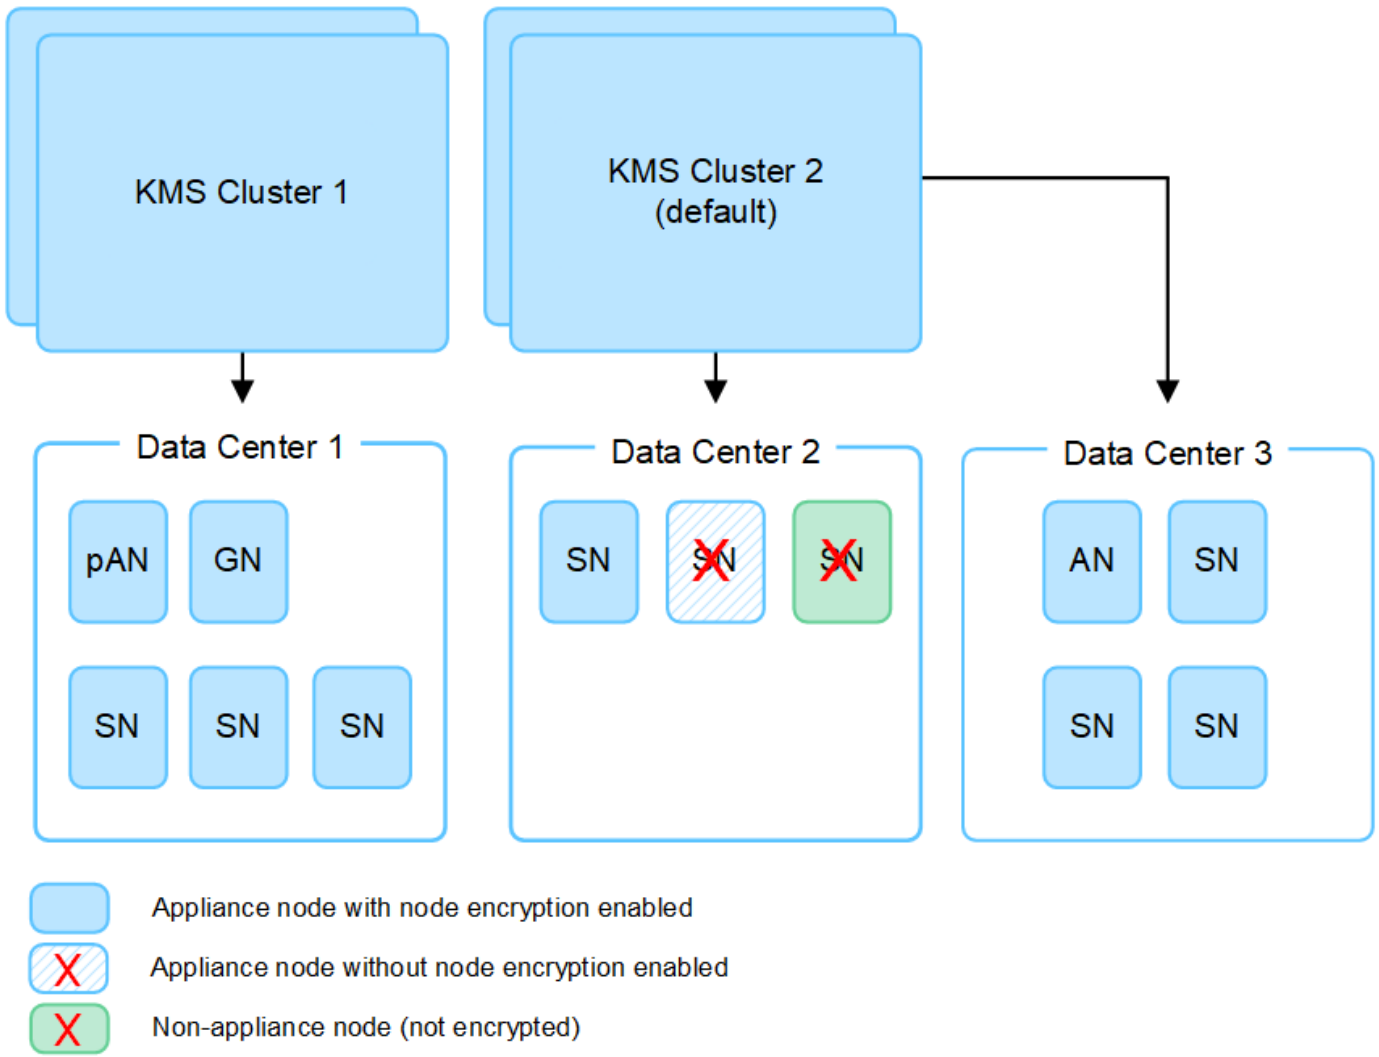 KMS Cluster 1
KMS Cluster 2
(default)
Data Center 1
Data Center 2
Data Center 3
pAN
GN
SN
SN
SN
AN
SN
SN
SN
SN
SN
SN
X
Appliance node with node encryption enabled
X
Appliance node without node encryption enabled
X
Non-appliance node (not encrypted)